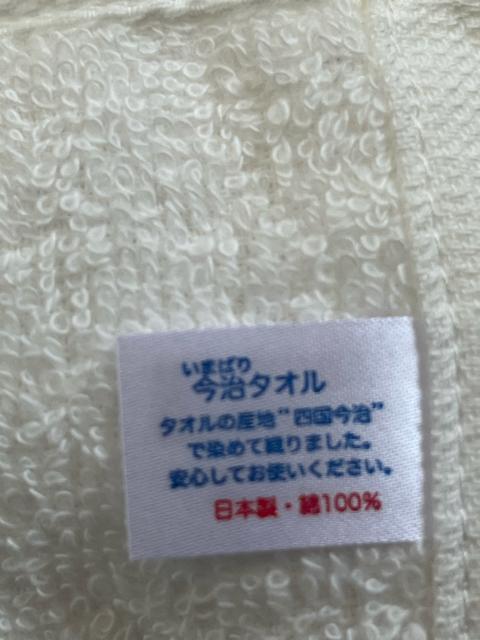 いまばり
今治タオル
タオルの産地"四国今治"
で染めて織りました。
安心してお使いください。
日本製・綿100%